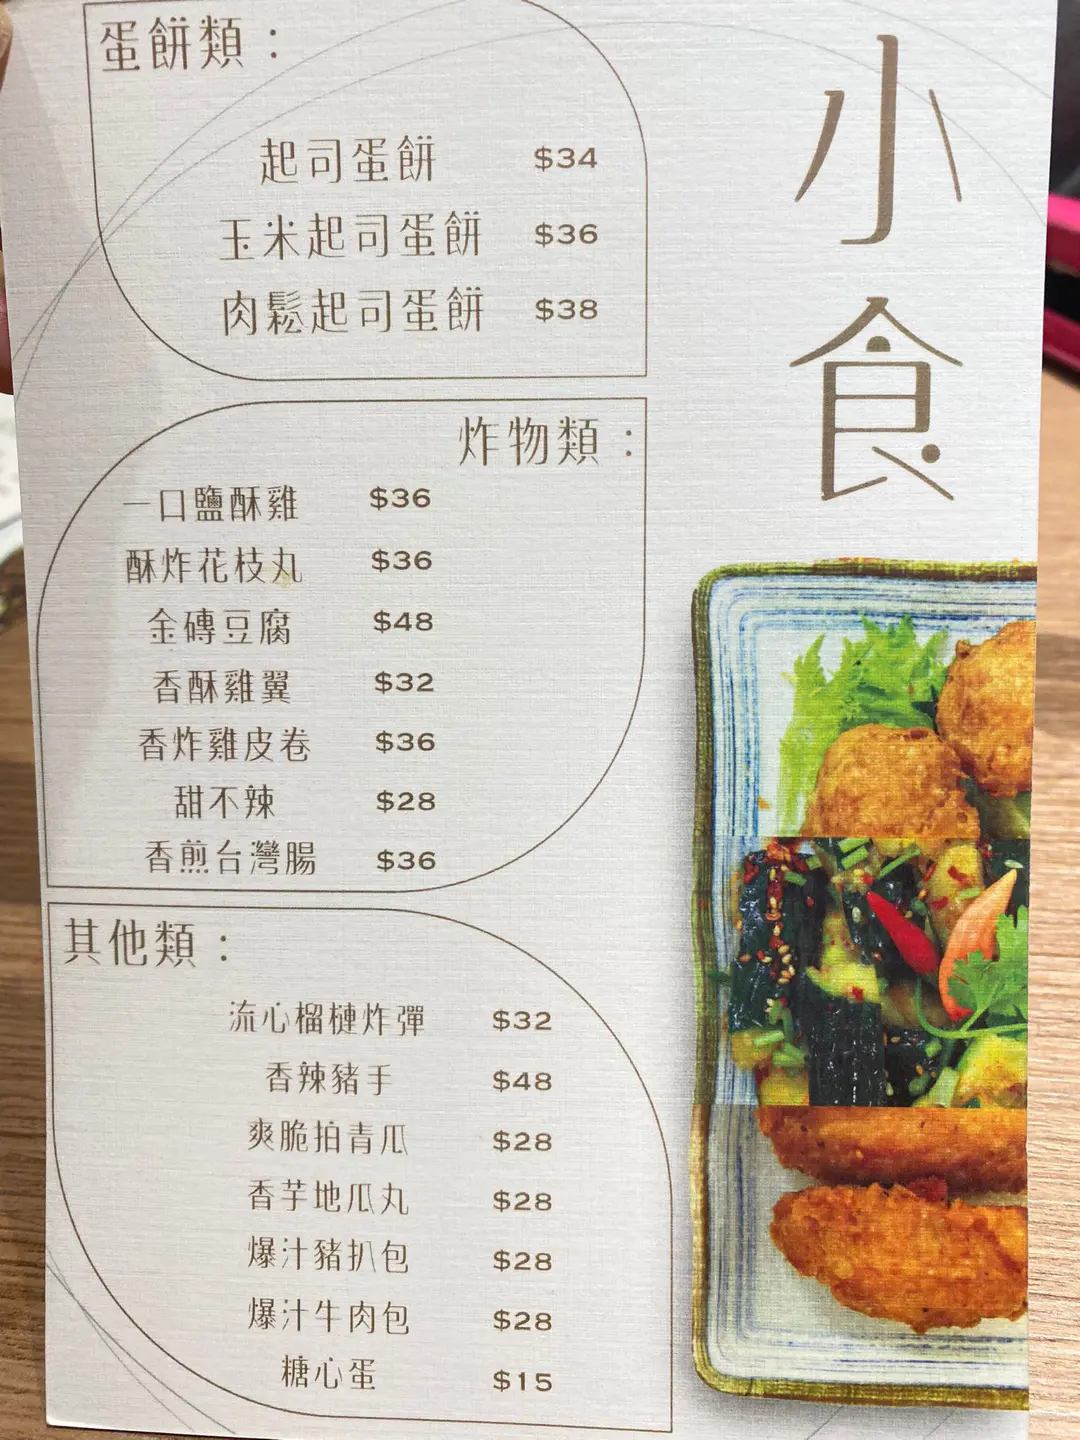 小食
蛋餅類：
起司蛋餅 $34
玉米起司蛋餅 $36
肉鬆起司蛋餅 $38
炸物類：
一口鹽酥雞 $36
酥炸花枝丸 $36
金磚豆腐 $48
香酥雞翼 $32
香炸雞皮卷 $36
甜不辣 $28
香煎台灣腸 $36
其他類：
流心榴槤炸彈 $32
香辣豬手 $48
爽脆拍青瓜 $28
香芋地瓜丸 $28
爆汁豬扒包 $28
爆汁牛肉包 $28
糖心蛋 $15